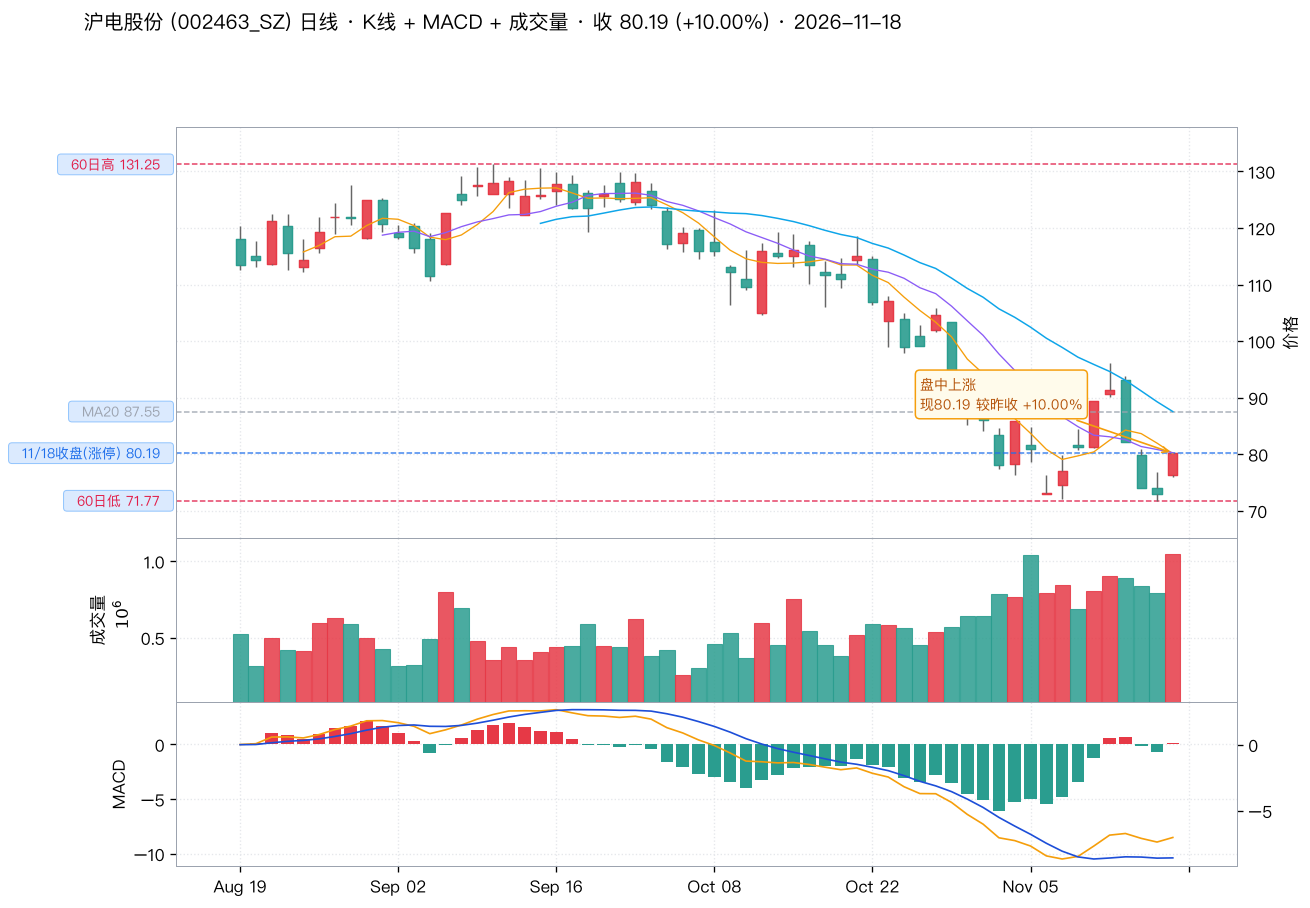 沪电股份 (002463_SZ) 日线 · K线 + MACD + 成交量 · 收 80.19 (+10.00%) · 2026−11−18
60日高 131.25
MA20 87.55
11/18收盘(涨停) 80.19
60日低 71.77
盘中上涨
现80.19 较昨收 +10.00%
130
120
110
100
90
80
70
价格
1.0
0.5
成交量
10⁶
0
−5
−10
MACD
0
−5
Aug 19
Sep 02
Sep 16
Oct 08
Oct 22
Nov 05